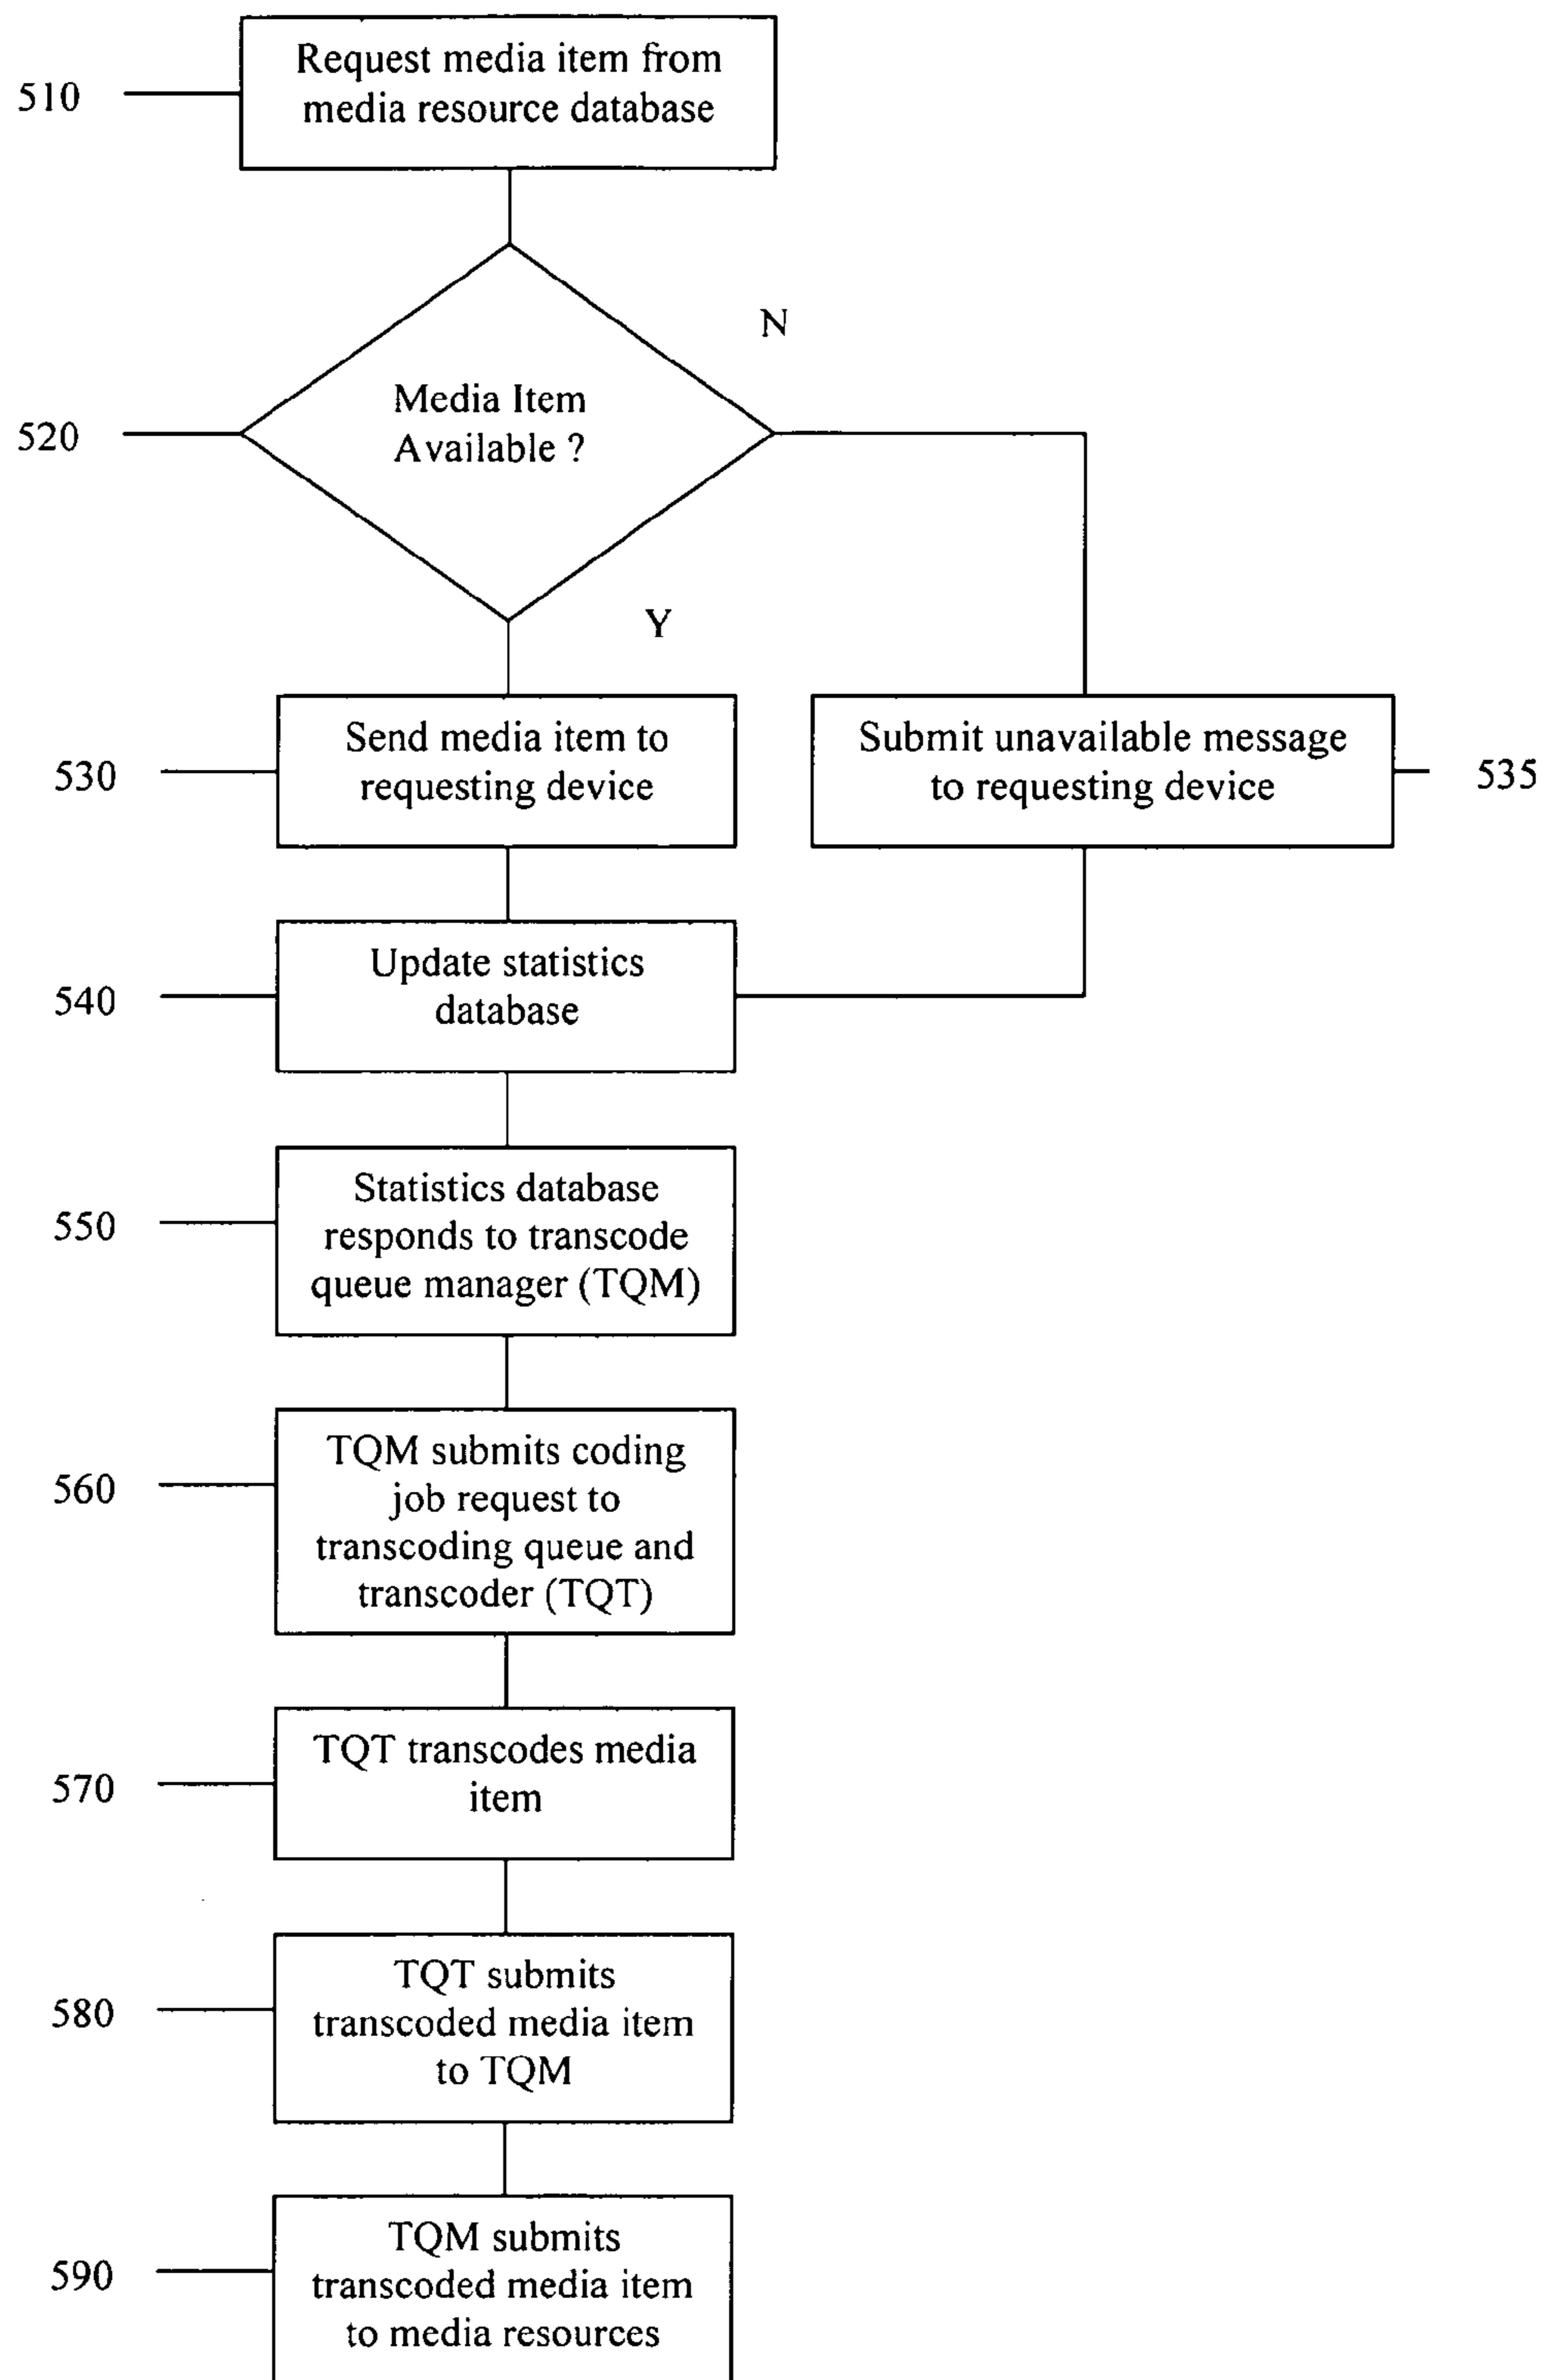 510
Request media item from
media resource database
N
520
Media Item
Available ?
Y
530
Send media item to
requesting device
Submit unavailable message
to requesting device
535
540
Update statistics
database
550
Statistics database
responds to transcode
queue manager (TQM)
560
TQM submits coding
job request to
transcoding queue and
transcoder (TQT)
570
TQT transcodes media
item
580
TQT submits
transcoded media item
to TQM
590
TQM submits
transcoded media item
to media resources